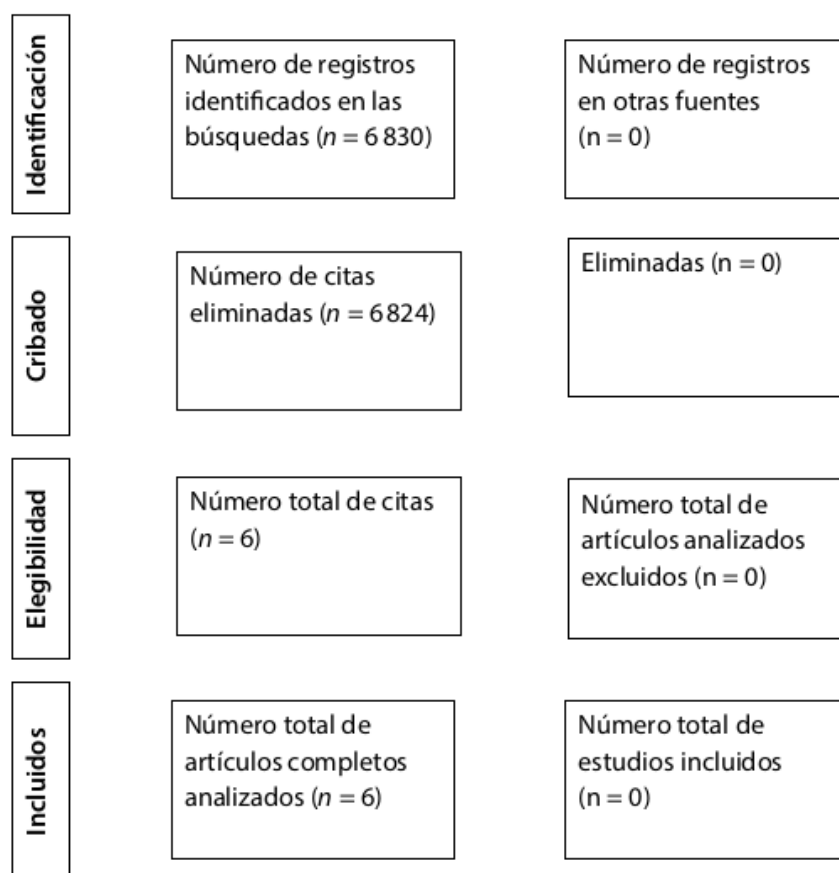 Identificación
Número de registros
identificados en las
búsquedas (n = 6 830)
Número de registros
en otras fuentes
(n = 0)
Cribado
Número de citas
eliminadas (n = 6 824)
Eliminadas (n = 0)
Elegibilidad
Número total de citas
(n = 6)
Número total de
artículos analizados
excluidos (n = 0)
Incluidos
Número total de
artículos completos
analizados (n = 6)
Número total de
estudios incluidos
(n = 0)